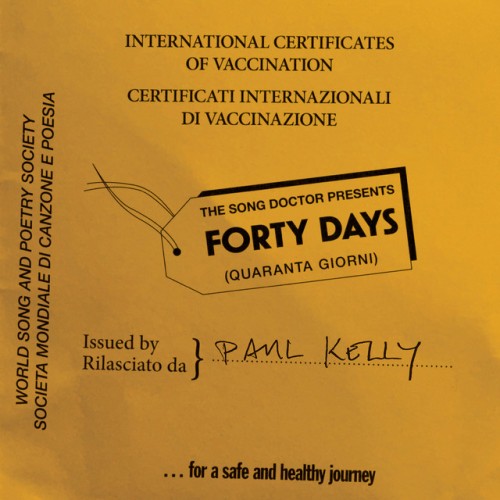 INTERNATIONAL CERTIFICATES
OF VACCINATION
CERTIFICATI INTERNAZIONALI
DI VACCINAZIONE
WORLD SONG AND POETRY SOCIETY
SOCIETA MONDIALE DI CANZONE E POESIA
THE SONG DOCTOR PRESENTS
FORTY DAYS
(QUARANTA GIORNI)
Issued by
Rilasciato da } PAUL KELLY
... for a safe and healthy journey